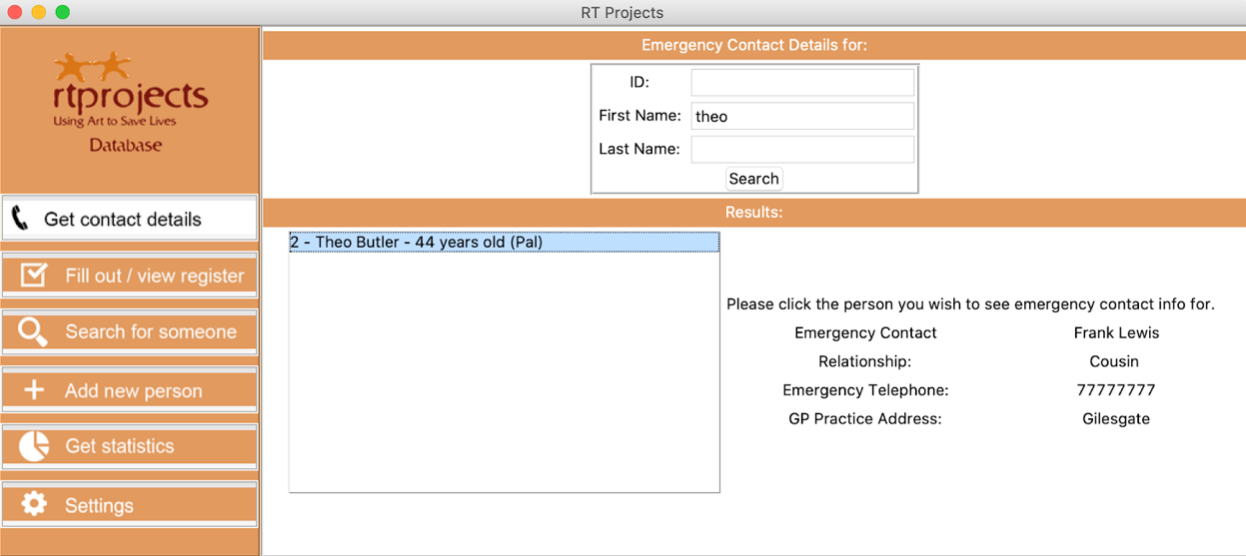 RT Projects
rtprojects
Using Art to Save Lives
Database
Get contact details
Fill out / view register
Search for someone
Add new person
Get statistics
Settings
Emergency Contact Details for:
ID:
First Name: theo
Last Name:
Search
Results:
2 - Theo Butler - 44 years old (Pal)
Please click the person you wish to see emergency contact info for.
Emergency Contact Frank Lewis
Relationship: Cousin
Emergency Telephone: 77777777
GP Practice Address: Gilesgate